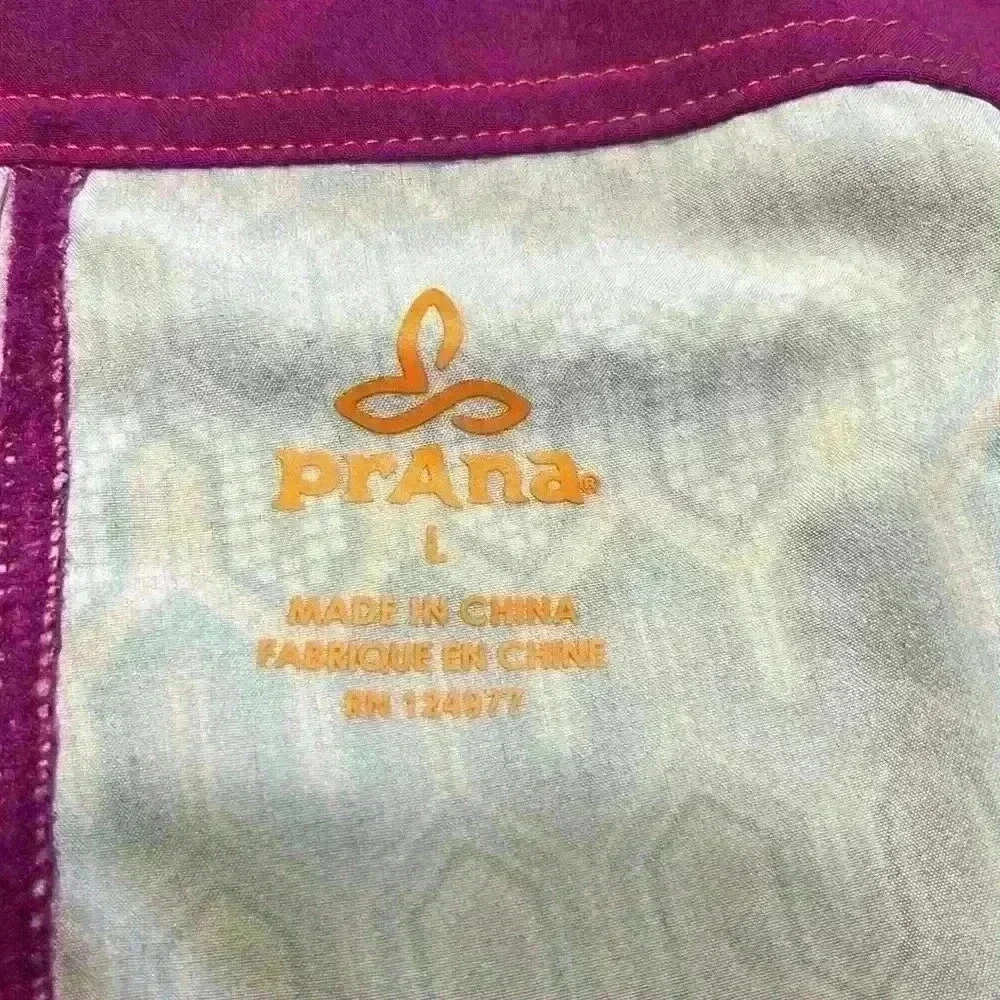 prAna®
L
MADE IN CHINA
FABRIQUE EN CHINE
RN 124977